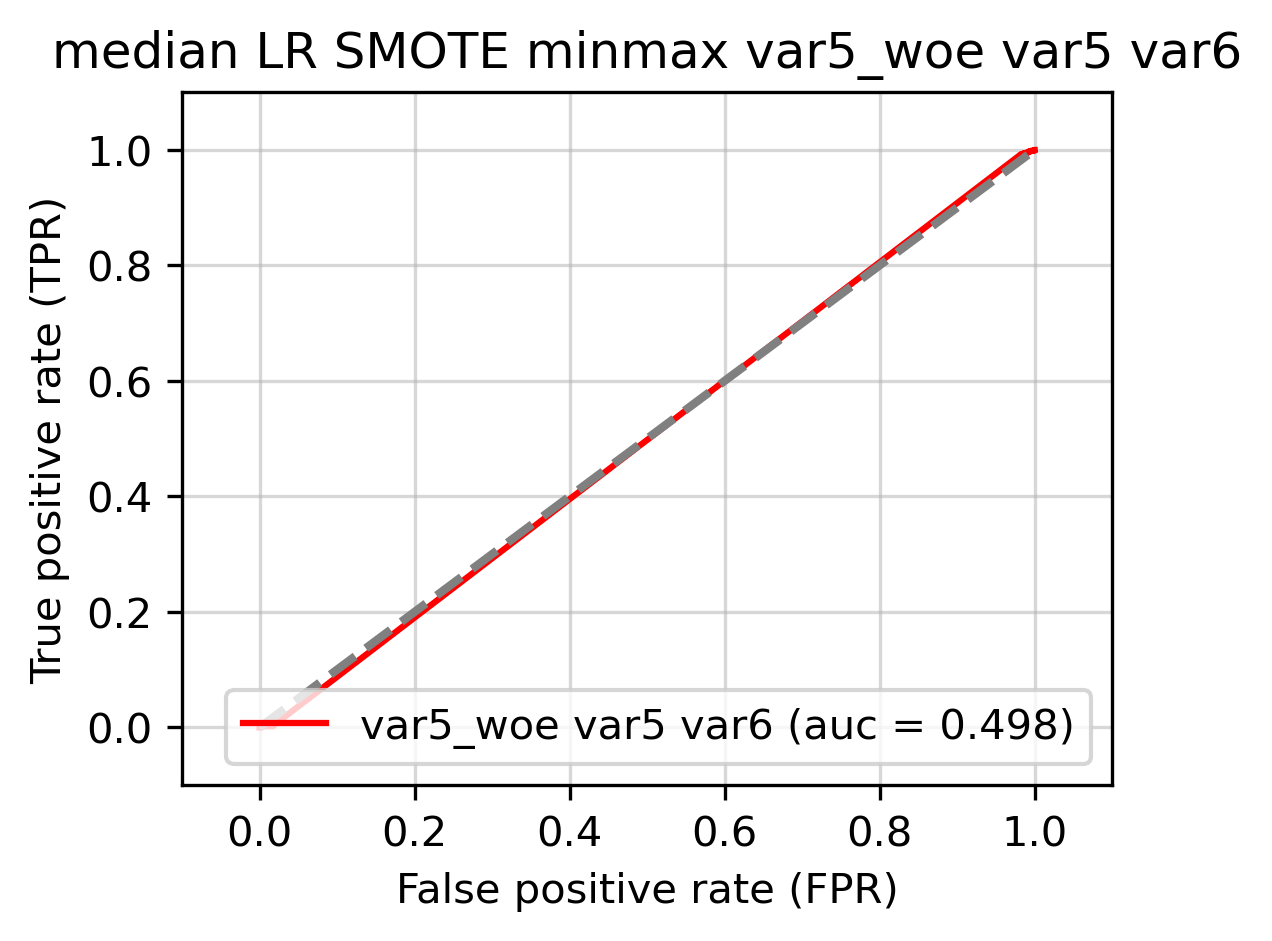 median LR SMOTE minmax var5_woe var5 var6
True positive rate (TPR)
1.0
0.8
0.6
0.4
0.2
0.0
var5_woe var5 var6 (auc = 0.498)
0.0 0.2 0.4 0.6 0.8 1.0
False positive rate (FPR)